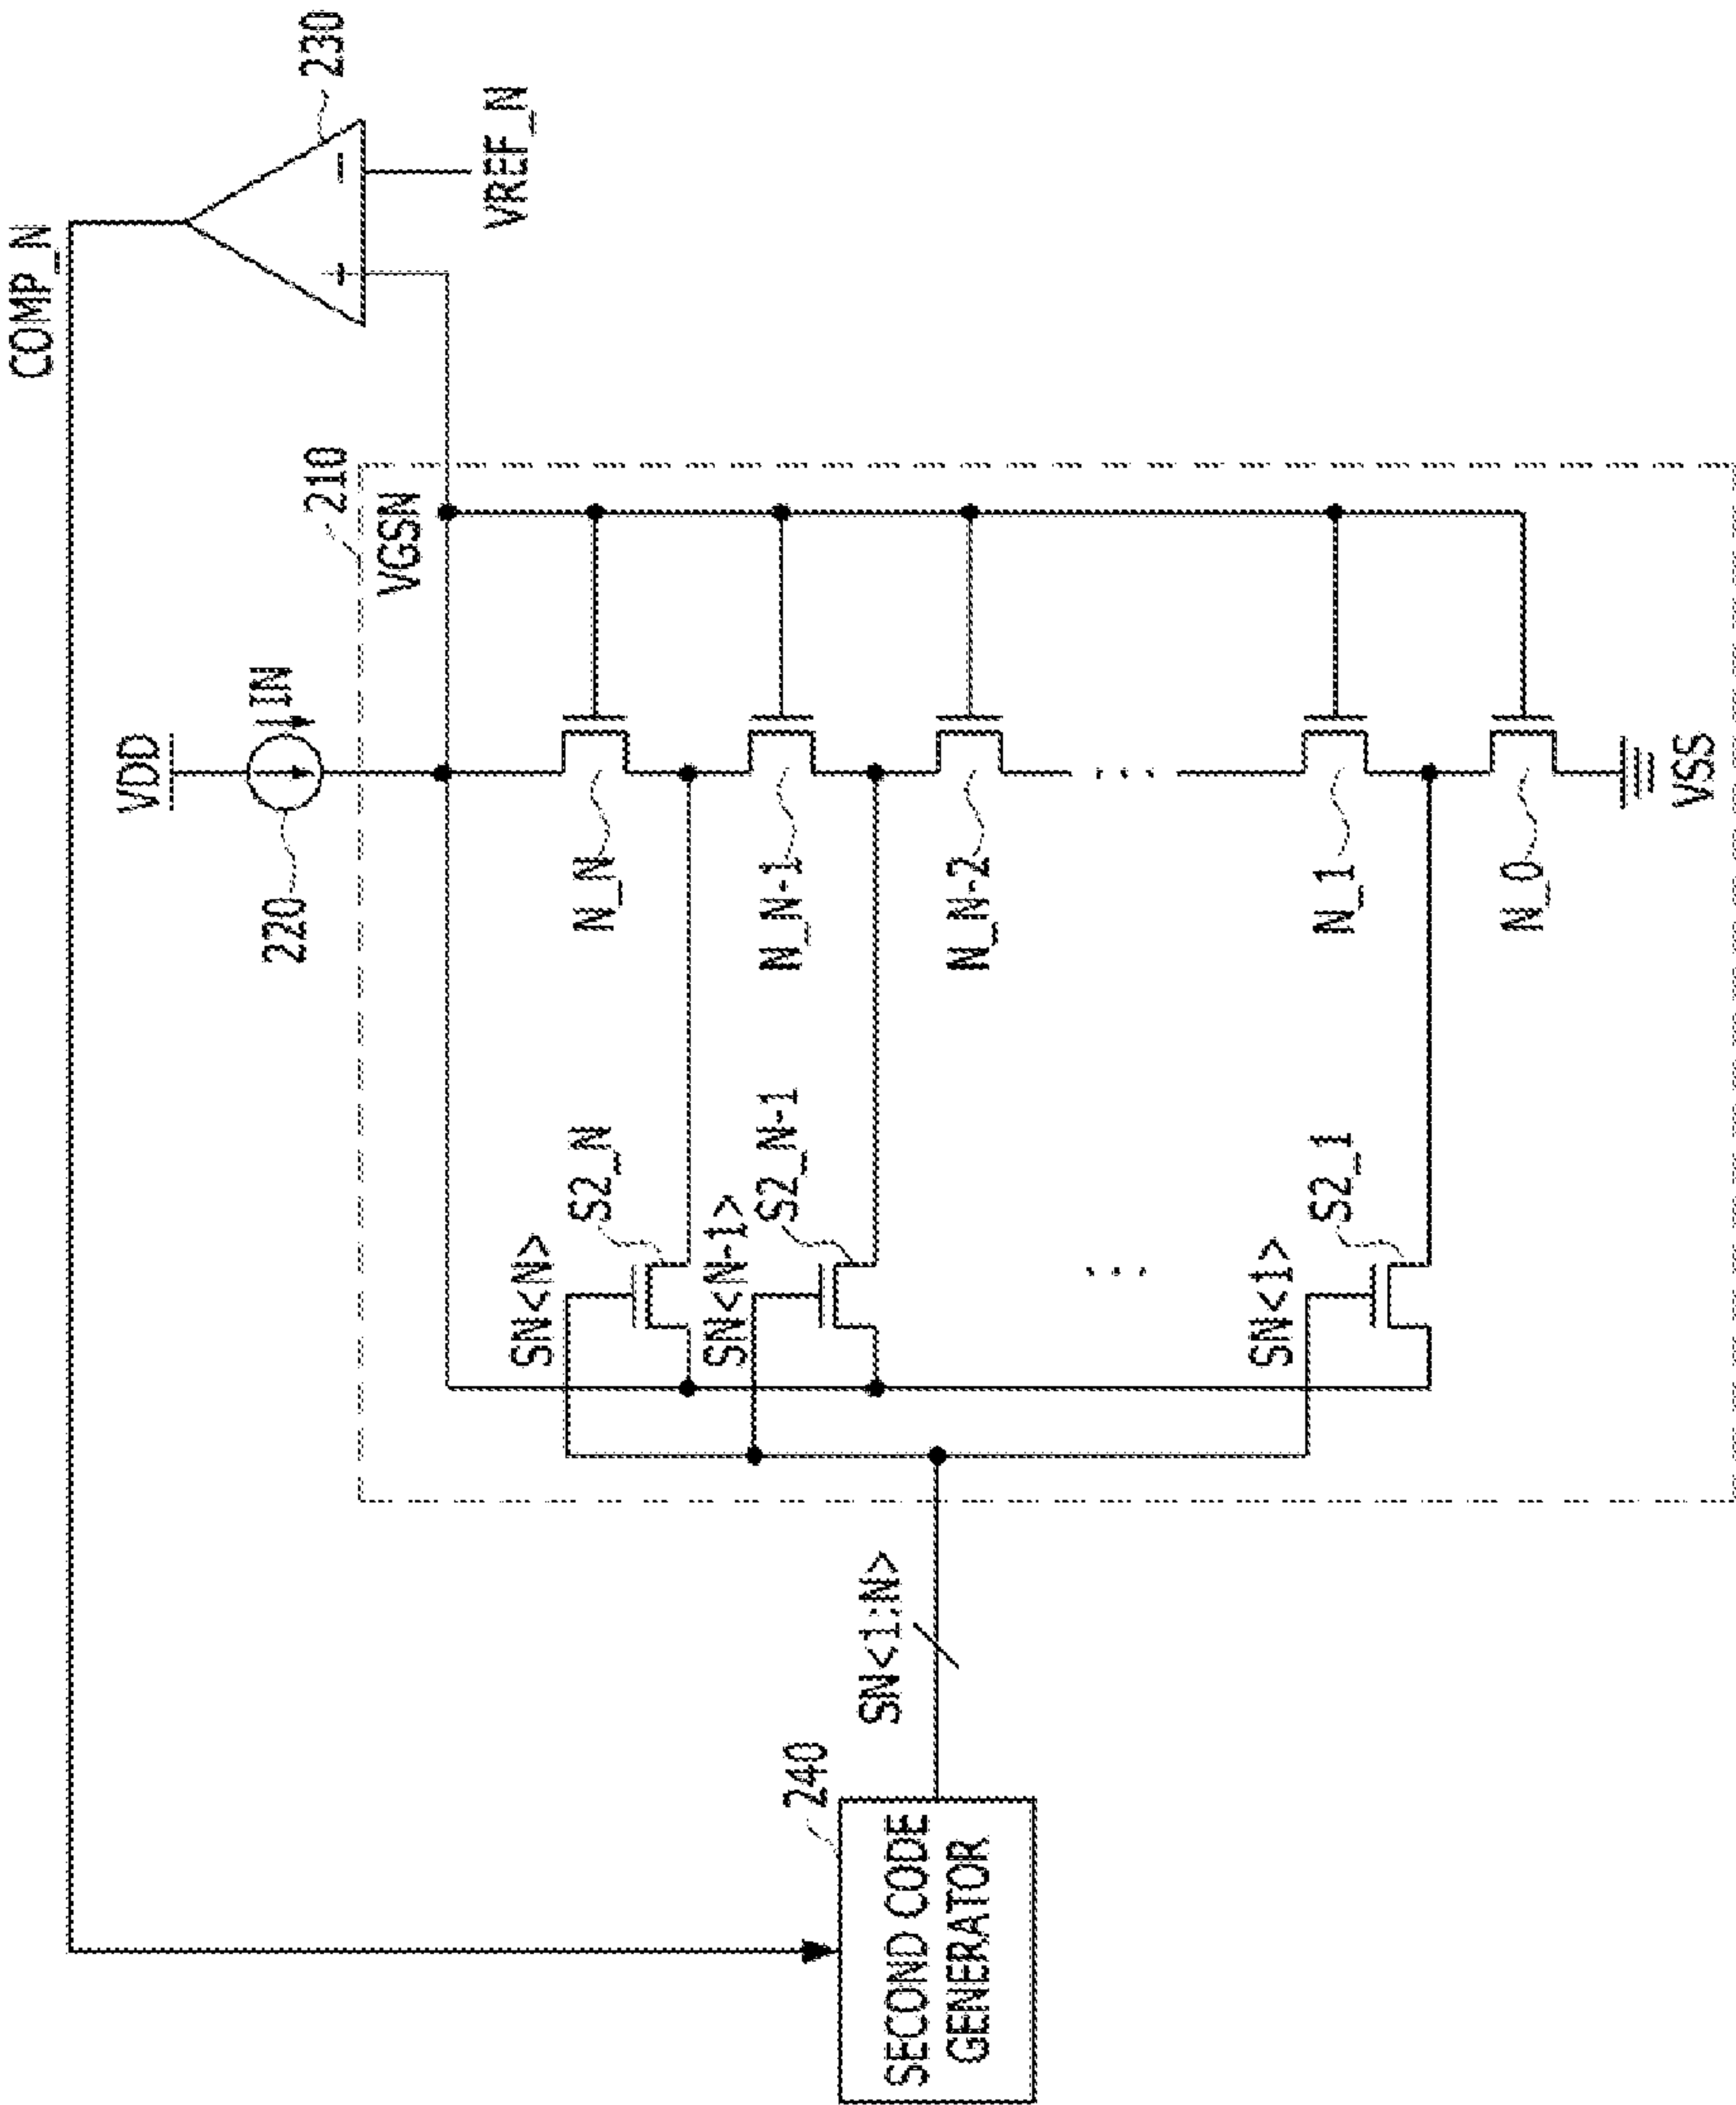 COMP_N
230
VDD
IN
220
+
-
VREF_N
210
VGSN
SN<N>
S2_N
N_N
SN<N-1>
S2_N-1
N_N-1
N_N-2
SN<1:N>
240
SECOND CODE
GENERATOR
...
...
SN<1>
S2_1
N_1
N_0
VSS